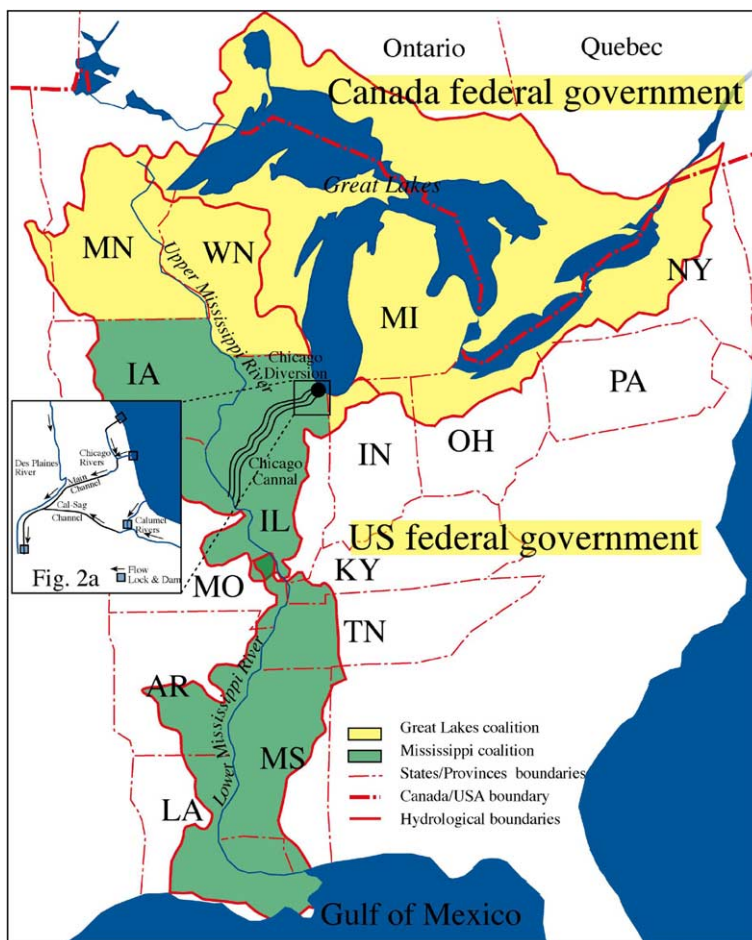 Ontario
Quebec
Canada federal government
Great Lakes
MN
WN
Upper Mississippi River
MI
NY
Chicago
Diversion
IA
PA
IN
OH
Chicago
Cannal
Des Plaines
River
Chicago
Rivers
Main
Channel
Cal-Sag
Channel
Calumel
Rivers
Flow
Lock & Dam
Fig. 2a
IL
US federal government
MO
KY
TN
AR
Lower Mississippi River
MS
LA
Great Lakes coalition
Mississippi coalition
States/Provinces boundaries
Canada/USA boundary
Hydrological boundaries
Gulf of Mexico